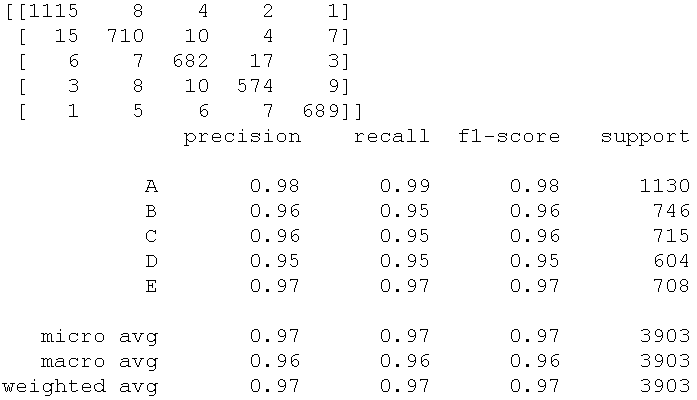 [[1115 8 4 2 1]
[ 15 710 10 4 7]
[ 6 7 682 17 3]
[ 3 8 10 574 9]
[ 1 5 6 7 689]]
precision recall f1-score support
A 0.98 0.99 0.98 1130
B 0.96 0.95 0.96 746
C 0.96 0.95 0.96 715
D 0.95 0.95 0.95 604
E 0.97 0.97 0.97 708
micro avg 0.97 0.97 0.97 3903
macro avg 0.96 0.96 0.96 3903
weighted avg 0.97 0.97 0.97 3903